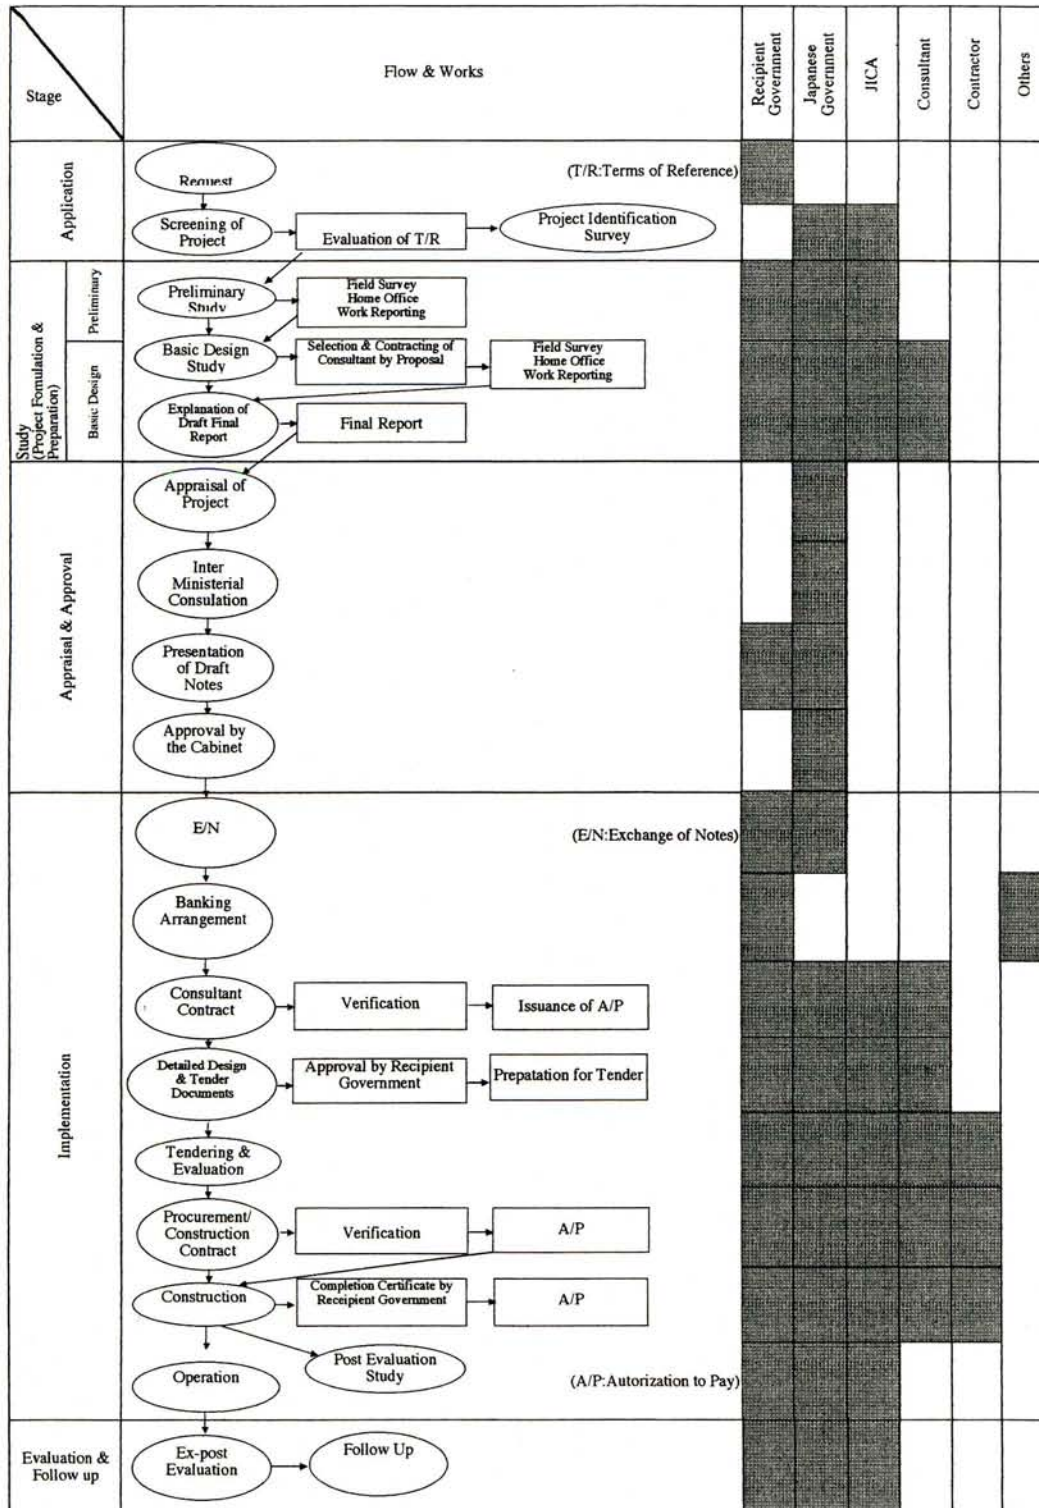 Stage
Flow & Works
Recipient
Government
Japanese
Government
JICA
Consultant
Contractor
Others
Application
Request
(T/R:Terms of Reference)
Screening of
Project
Evaluation of T/R
Project Identification
Survey
Study
(Project Fomulation &
Preparation)
Preliminary
Preliminary
Study
Field Survey
Home Office
Work Reporting
Basic Design
Basic Design
Study
Selection & Contracting of
Consultant by Proposal
Field Survey
Home Office
Work Reporting
Explanation of
Draft Final
Report
Final Report
Appraisal & Approval
Appraisal of
Project
Inter
Ministerial
Consulation
Presentation
of Draft
Notes
Approval by
the Cabinet
Implementation
E/N
(E/N:Exchange of Notes)
Banking
Arrangement
Consultant
Contract
Verification
Issuance of A/P
Detailed Design
& Tender
Documents
Approval by Recipient
Government
Prepatation for Tender
Tendering &
Evaluation
Procurement/
Construction
Contract
Verification
A/P
Construction
Completion Certificate by
Receipient Government
A/P
Post Evaluation
Study
Operation
(A/P:Autorization to Pay)
Evaluation &
Follow up
Ex-post
Evaluation
Follow Up